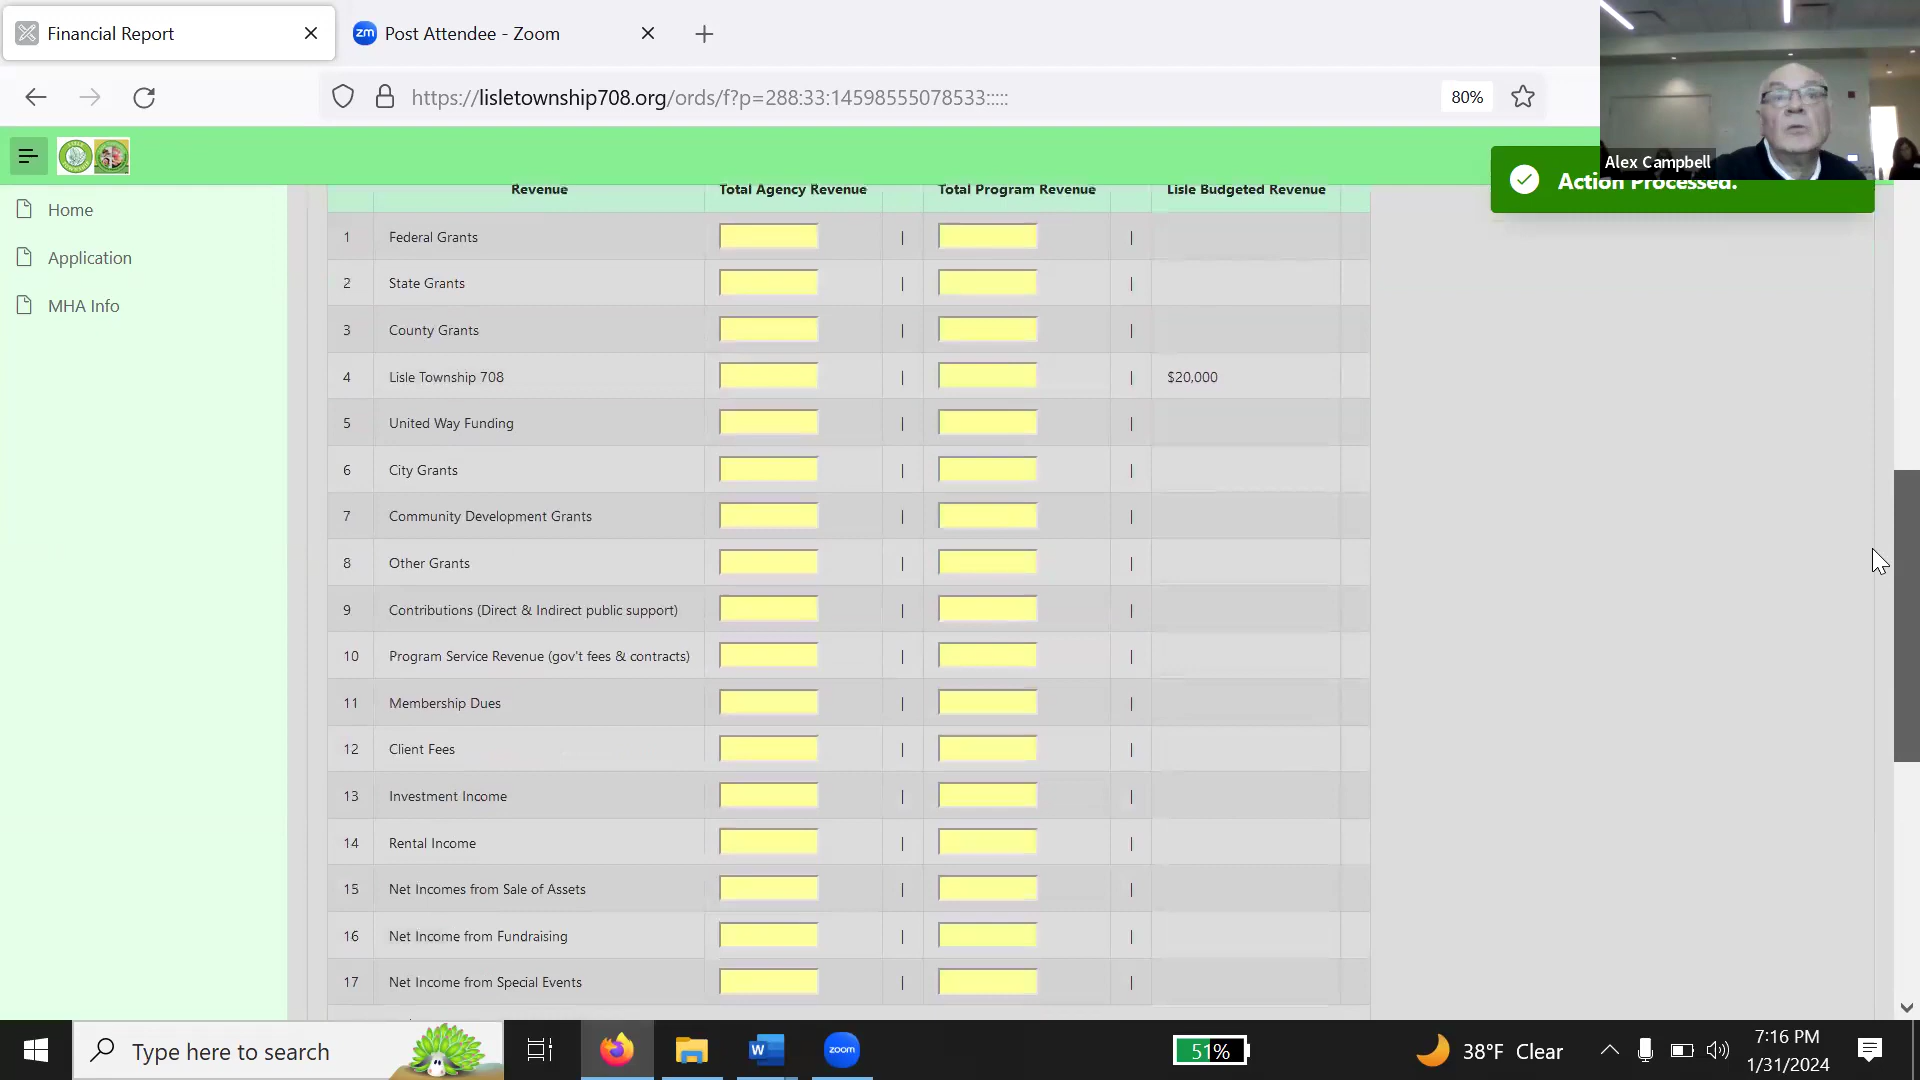 Financial Report
Post Attendee - Zoom
https://lisletownship708.org/ords/f?p=288:33:14598555078533:::::
80%
Alex Campbell
Action Processed.
Home
Application
MHA Info
Revenue Total Agency Revenue Total Program Revenue Lisle Budgeted Revenue
1 Federal Grants | |
2 State Grants | |
3 County Grants | |
4 Lisle Township 708 | | $20,000
5 United Way Funding | |
6 City Grants | |
7 Community Development Grants | |
8 Other Grants | |
9 Contributions (Direct & Indirect public support) | |
10 Program Service Revenue (gov't fees & contracts) | |
11 Membership Dues | |
12 Client Fees | |
13 Investment Income | |
14 Rental Income | |
15 Net Incomes from Sale of Assets | |
16 Net Income from Fundraising | |
17 Net Income from Special Events | |
Type here to search
zoom
51%
38°F Clear
7:16 PM
1/31/2024